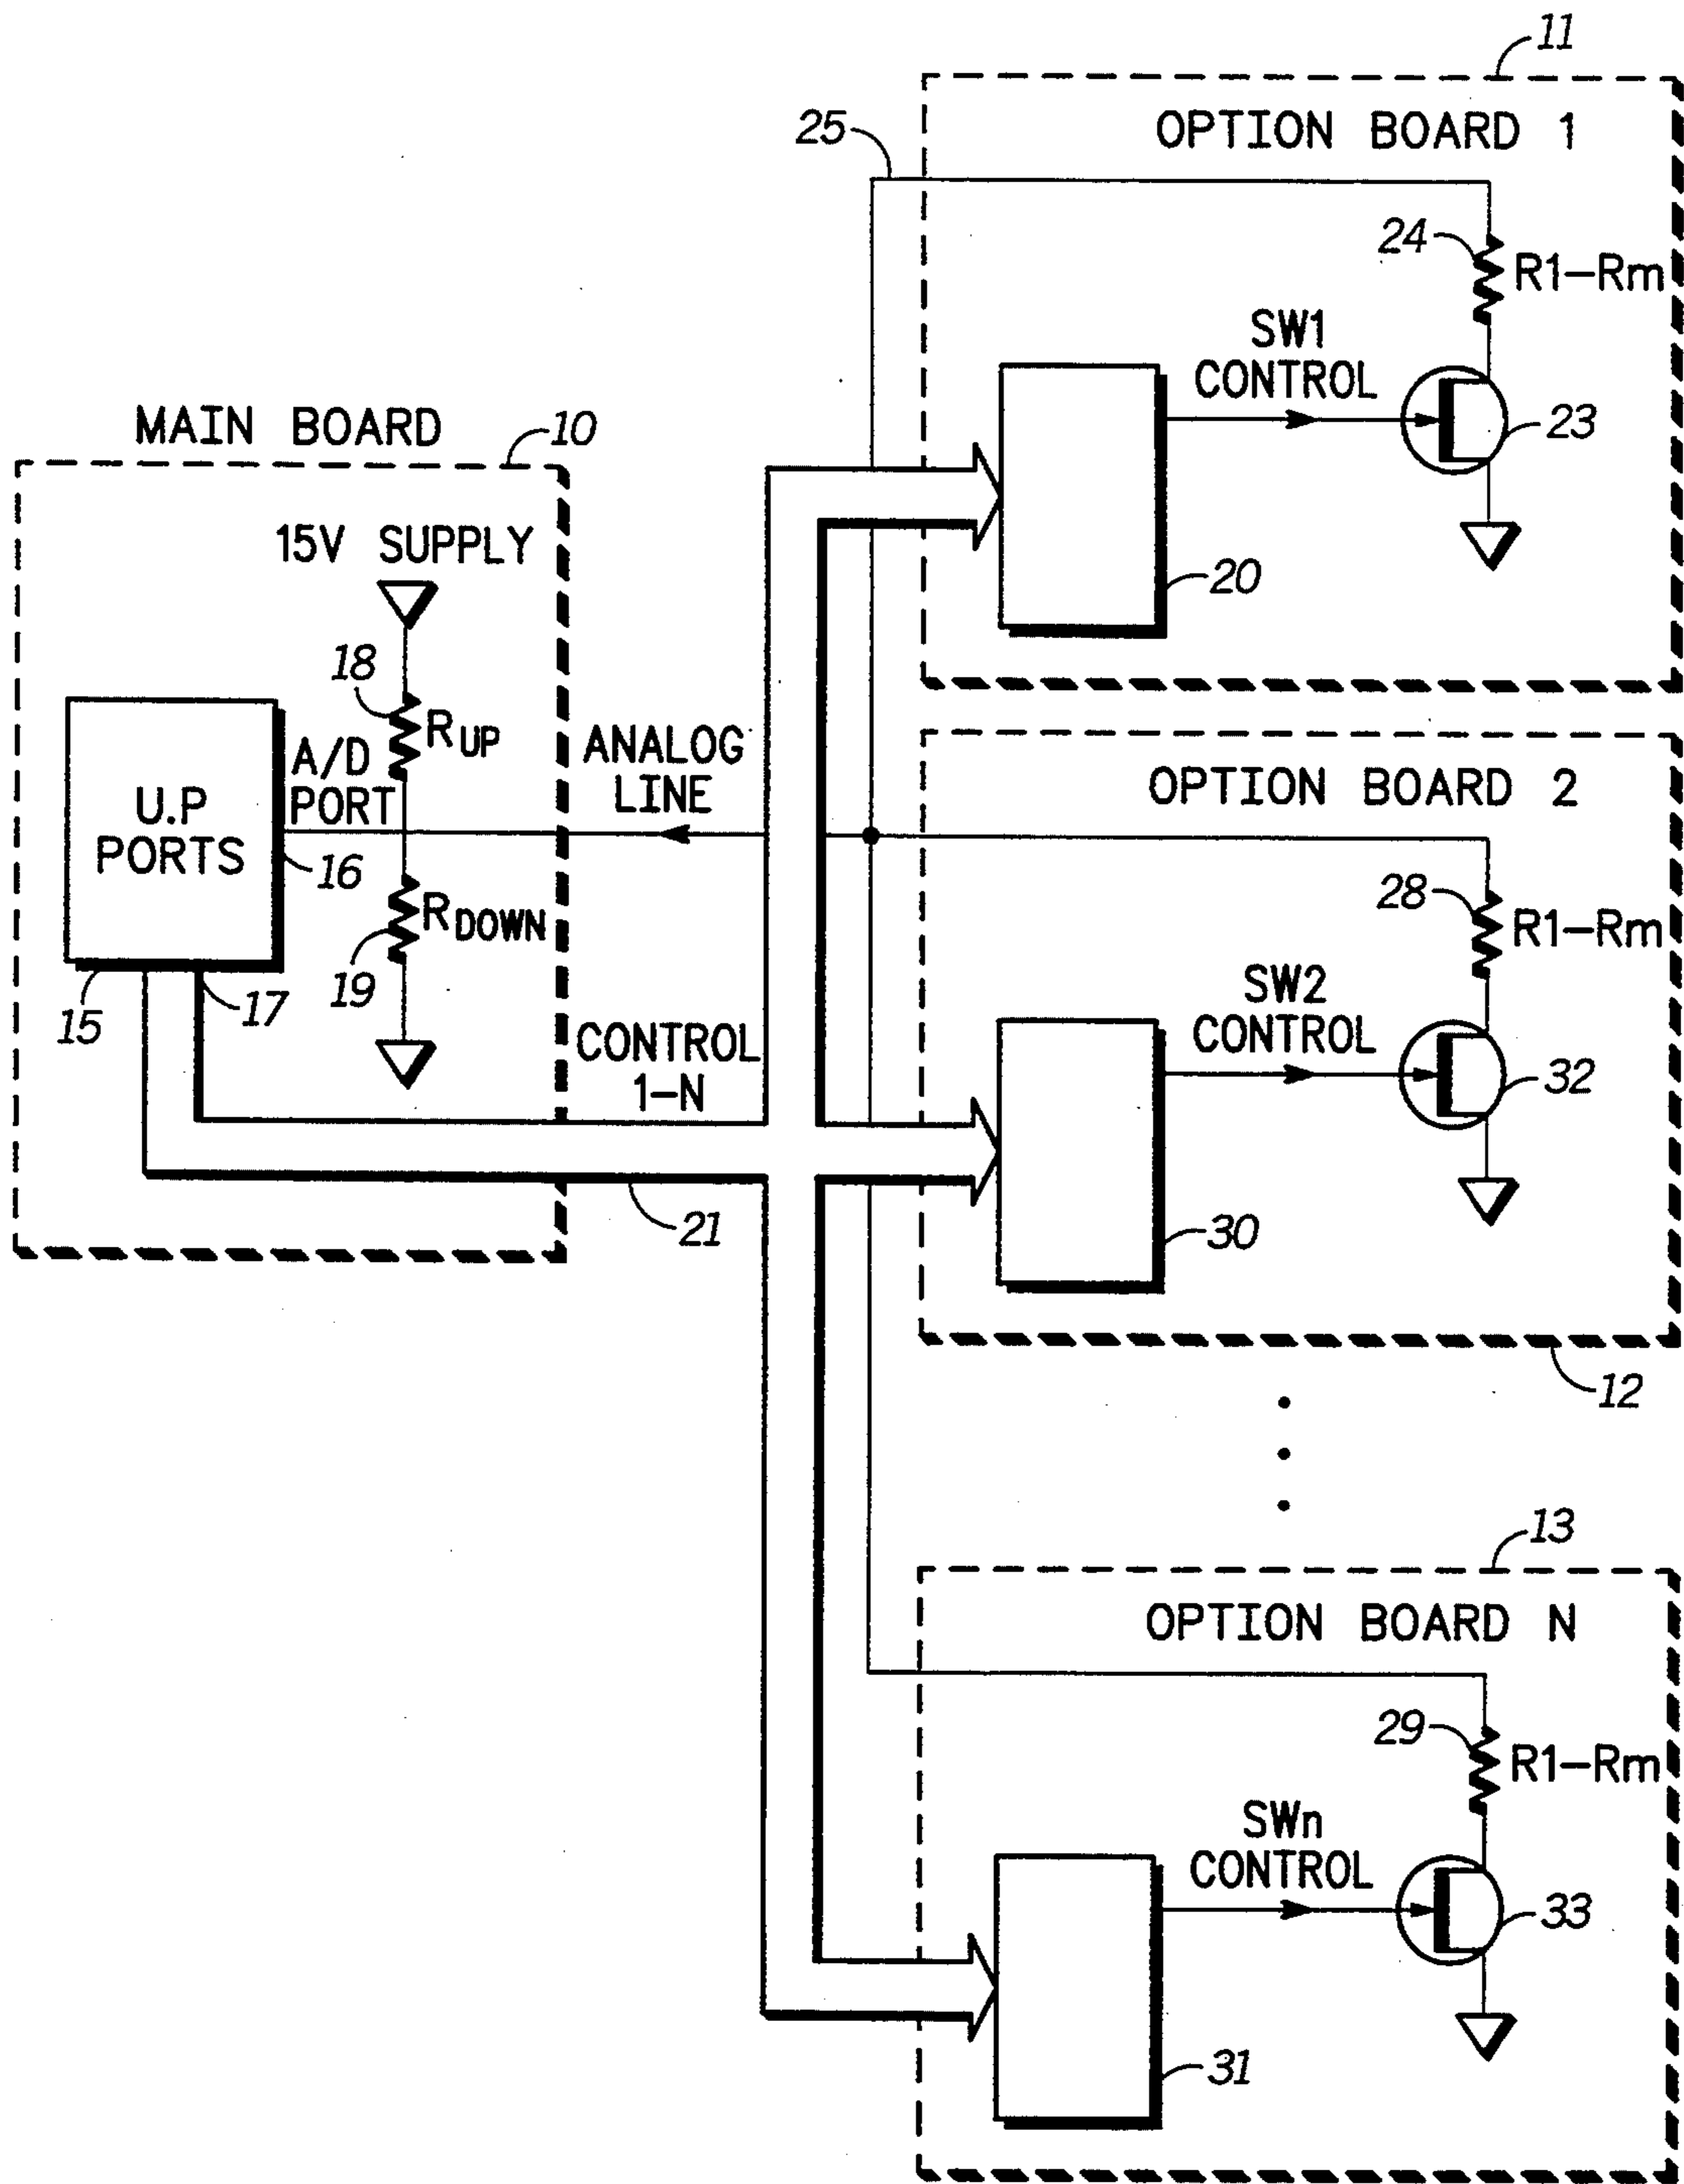 11
OPTION BOARD 1
25
24
R1-Rm
SW1
CONTROL
23
20
MAIN BOARD
10
15V SUPPLY
18
RUP
A/D
PORT
ANALOG
LINE
U.P
PORTS
16
RDOWN
19
15
17
CONTROL
1-N
21
OPTION BOARD 2
28
R1-Rm
SW2
CONTROL
32
30
12
13
OPTION BOARD N
29
R1-Rm
SWn
CONTROL
33
31